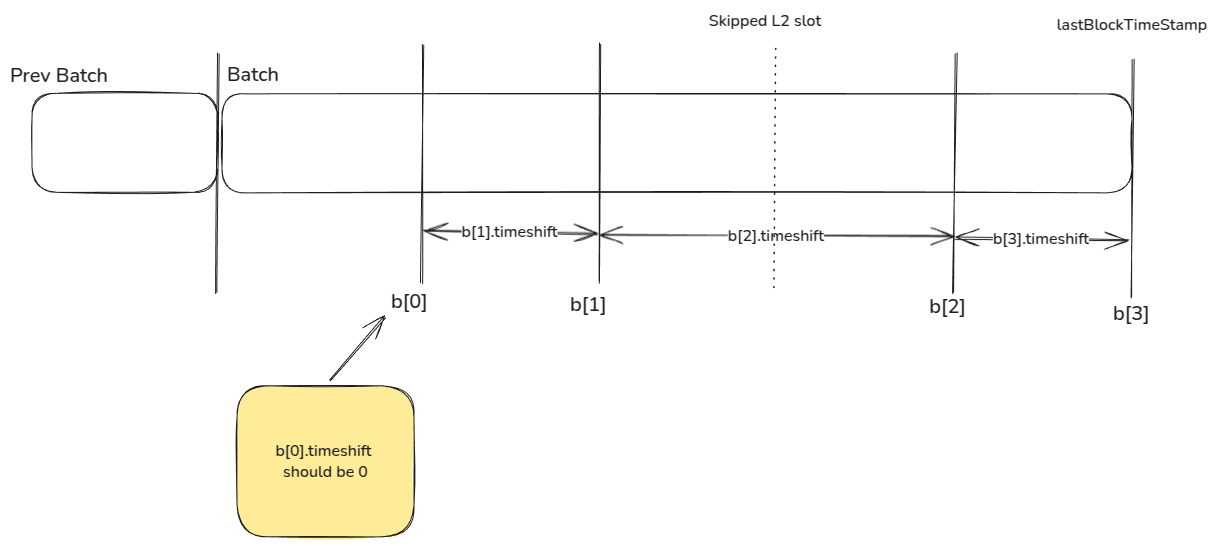 Skipped L2 slot
lastBlockTimeStamp
Prev Batch
Batch
b[1].timeshift
b[2].timeshift
b[3].timeshift
b[0]
b[1]
b[2]
b[3]
b[0].timeshift
should be 0